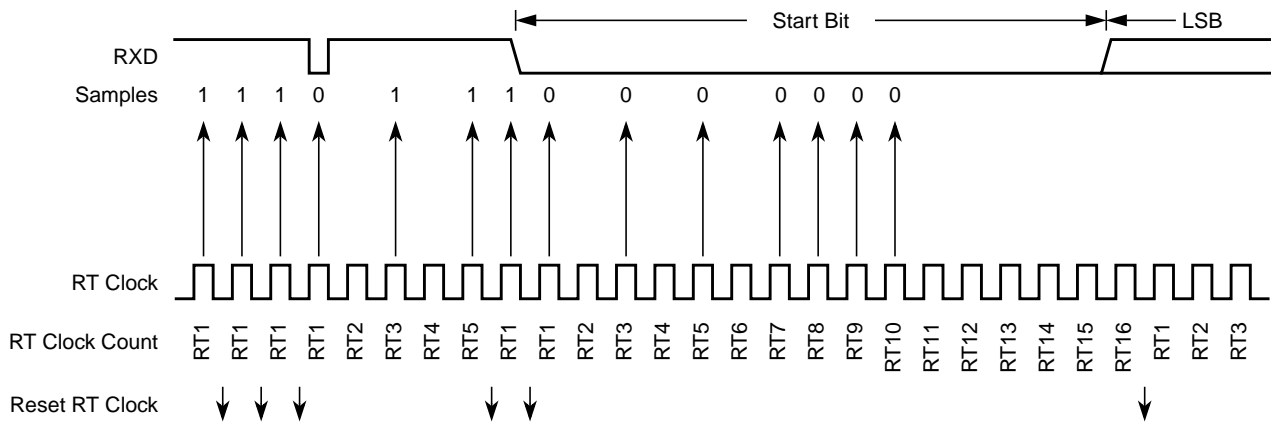 Start Bit LSB
RXD
Samples 1 1 1 0 1 1 1 0 0 0 0 0 0 0
RT Clock
RT Clock Count RT1 RT1 RT1 RT1 RT2 RT3 RT4 RT5 RT1 RT1 RT2 RT3 RT4 RT5 RT6 RT7 RT8 RT9 RT10 RT11 RT12 RT13 RT14 RT15 RT16 RT1 RT2 RT3
Reset RT Clock